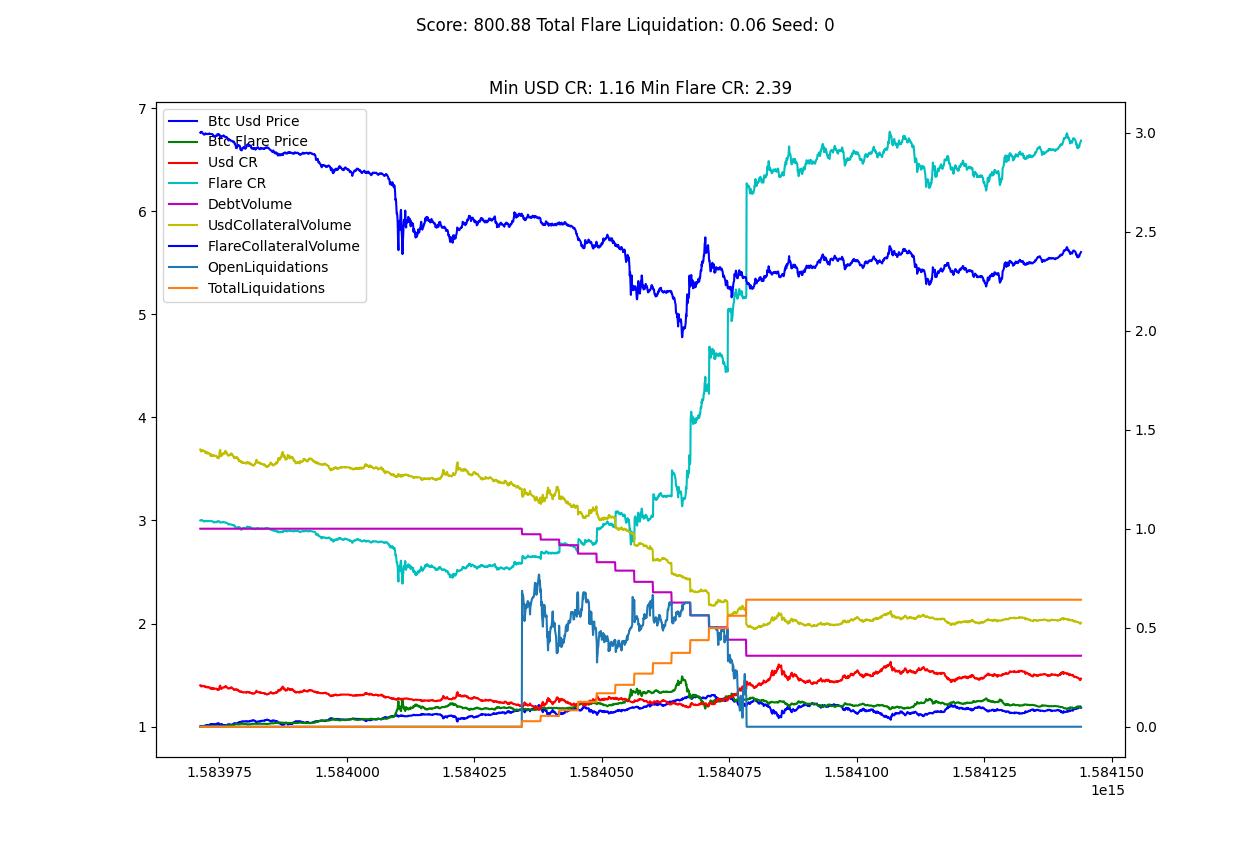 Score: 800.88 Total Flare Liquidation: 0.06 Seed: 0
Min USD CR: 1.16 Min Flare CR: 2.39
Btc Usd Price
Btc Flare Price
Usd CR
Flare CR
DebtVolume
UsdCollateralVolume
FlareCollateralVolume
OpenLiquidations
TotalLiquidations
7
6
5
4
3
2
1
3.0
2.5
2.0
1.5
1.0
0.5
0.0
1.583975 1.584000 1.584025 1.584050 1.584075 1.584100 1.584125 1.584150
1e15